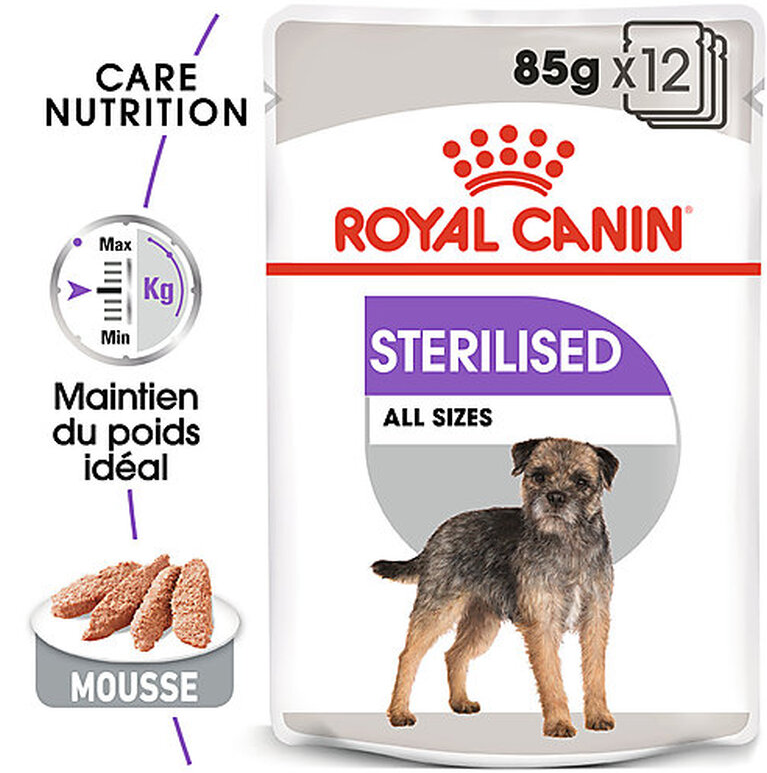 CARE
NUTRITION
Max
Kg
Min
Maintien
du poids
idéal
MOUSSE
85g x12
ROYAL CANIN
STERILISED
ALL SIZES